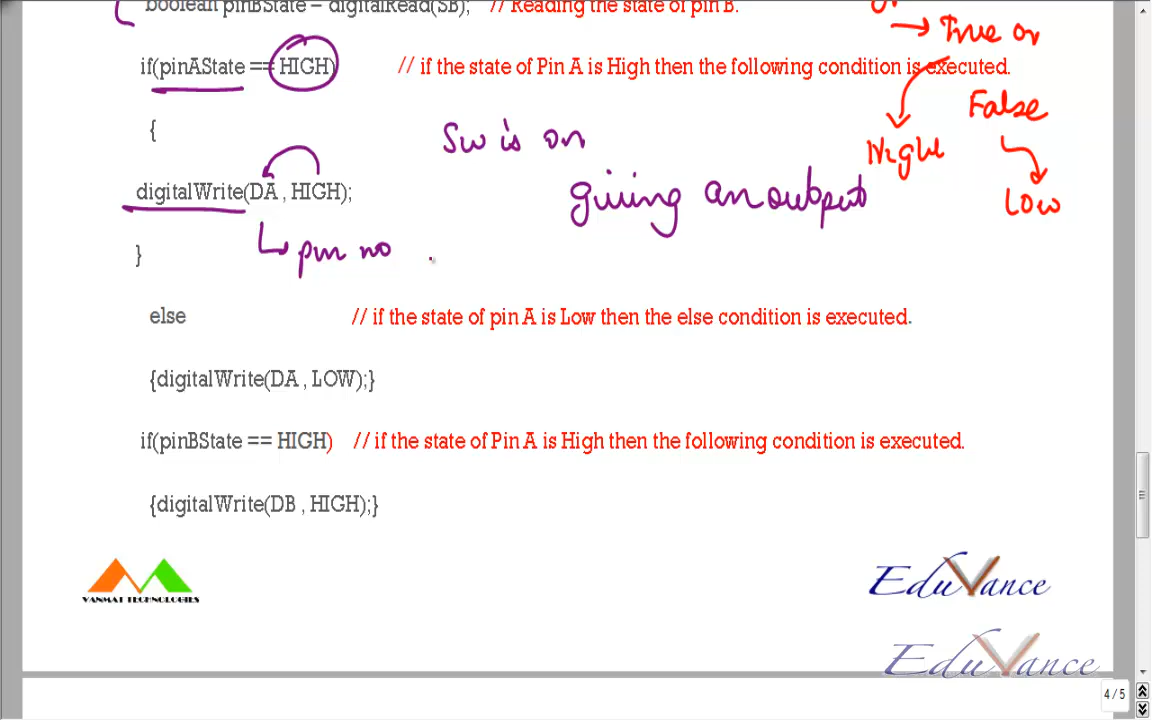 boolean pinBState = digitalRead(SB); // Reading the state of pin B.
True or
if(pinAState == HIGH) // if the state of Pin A is High then the following condition is executed.
False
{
Sw is on
High
digitalWrite(DA , HIGH);
giving an output
Low
}
pin no
else // if the state of pin A is Low then the else condition is executed.
{digitalWrite(DA , LOW);}
if(pinBState == HIGH) // if the state of Pin A is High then the following condition is executed.
{digitalWrite(DB , HIGH);}
VANMAT TECHNOLOGIES
EduVance
EduVance
4 / 5